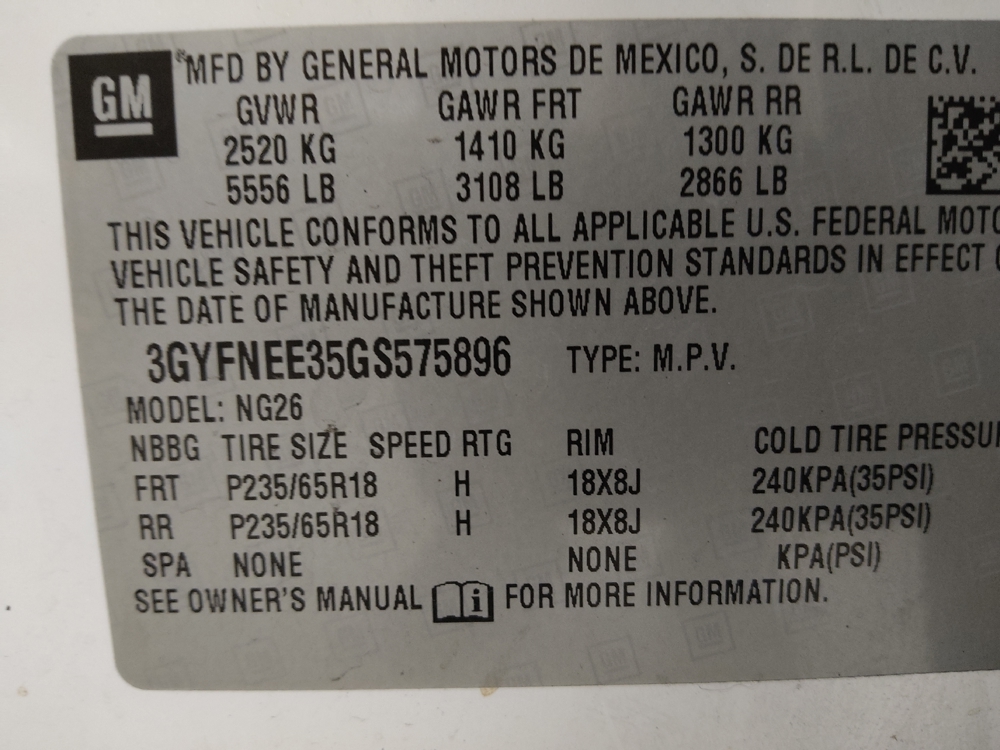 GM
MFD BY GENERAL MOTORS DE MEXICO, S. DE R.L. DE C.V.
GVWR GAWR FRT GAWR RR
2520 KG 1410 KG 1300 KG
5556 LB 3108 LB 2866 LB
THIS VEHICLE CONFORMS TO ALL APPLICABLE U.S. FEDERAL MOTO
VEHICLE SAFETY AND THEFT PREVENTION STANDARDS IN EFFECT
THE DATE OF MANUFACTURE SHOWN ABOVE.
3GYFNEE35GS575896 TYPE: M.P.V.
MODEL: NG26
NBBG TIRE SIZE SPEED RTG RIM COLD TIRE PRESSU
FRT P235/65R18 H 18X8J 240KPA(35PSI)
RR P235/65R18 H 18X8J 240KPA(35PSI)
SPA NONE NONE KPA(PSI)
SEE OWNER'S MANUAL i FOR MORE INFORMATION.